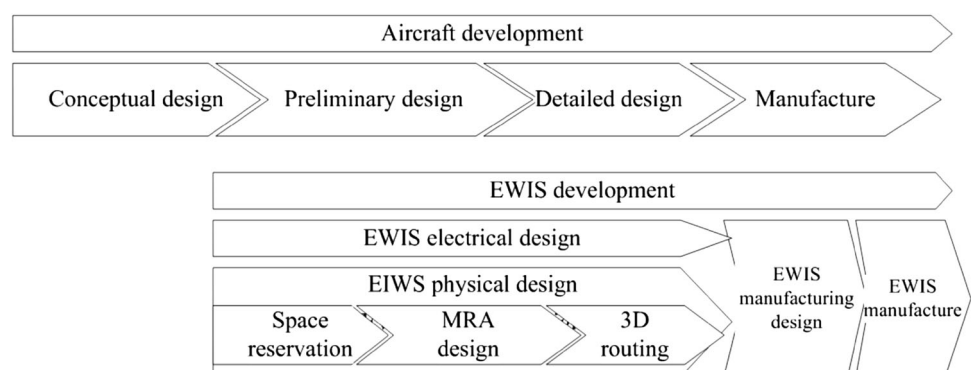 Aircraft development
Conceptual design
Preliminary design
Detailed design
Manufacture
EWIS development
EWIS electrical design
EIWS physical design
Space
reservation
MRA
design
3D
routing
EWIS
manufacturing
design
EWIS
manufacture